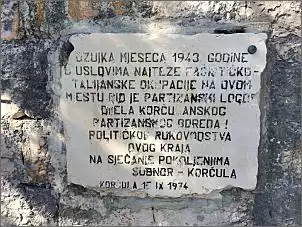 OŽUJKA MJESECA 1943. GODINE
U USLOVIMA NAJTEŽE FAŠISTIČKO-
TALIJANSKE OKUPACIJE NA OVOM
MJESTU BIO JE PARTIZANSKI LOGOR
DIJELA KORČULANSKOG
PARTIZANSKOG ODREDA I
POLITIČKOG RUKOVODSTVA
OVOG KRAJA
NA SJEĆANJE POKOLJENJIMA
SUBNOR - KORČULA
KORČULA, 15 IX 1974